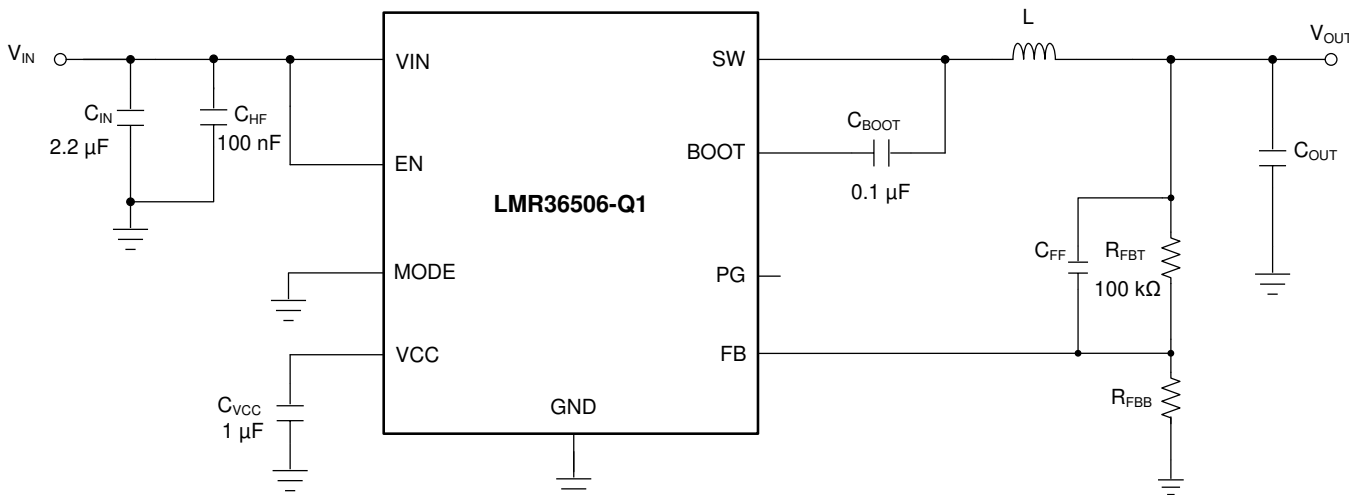 L
V_IN
V_OUT
VIN
SW
C_IN
2.2 µF
C_HF
100 nF
C_BOOT
0.1 µF
EN
BOOT
C_OUT
LMR36506-Q1
MODE
PG
C_FF
R_FBT
100 kΩ
VCC
FB
C_VCC
1 µF
GND
R_FBB